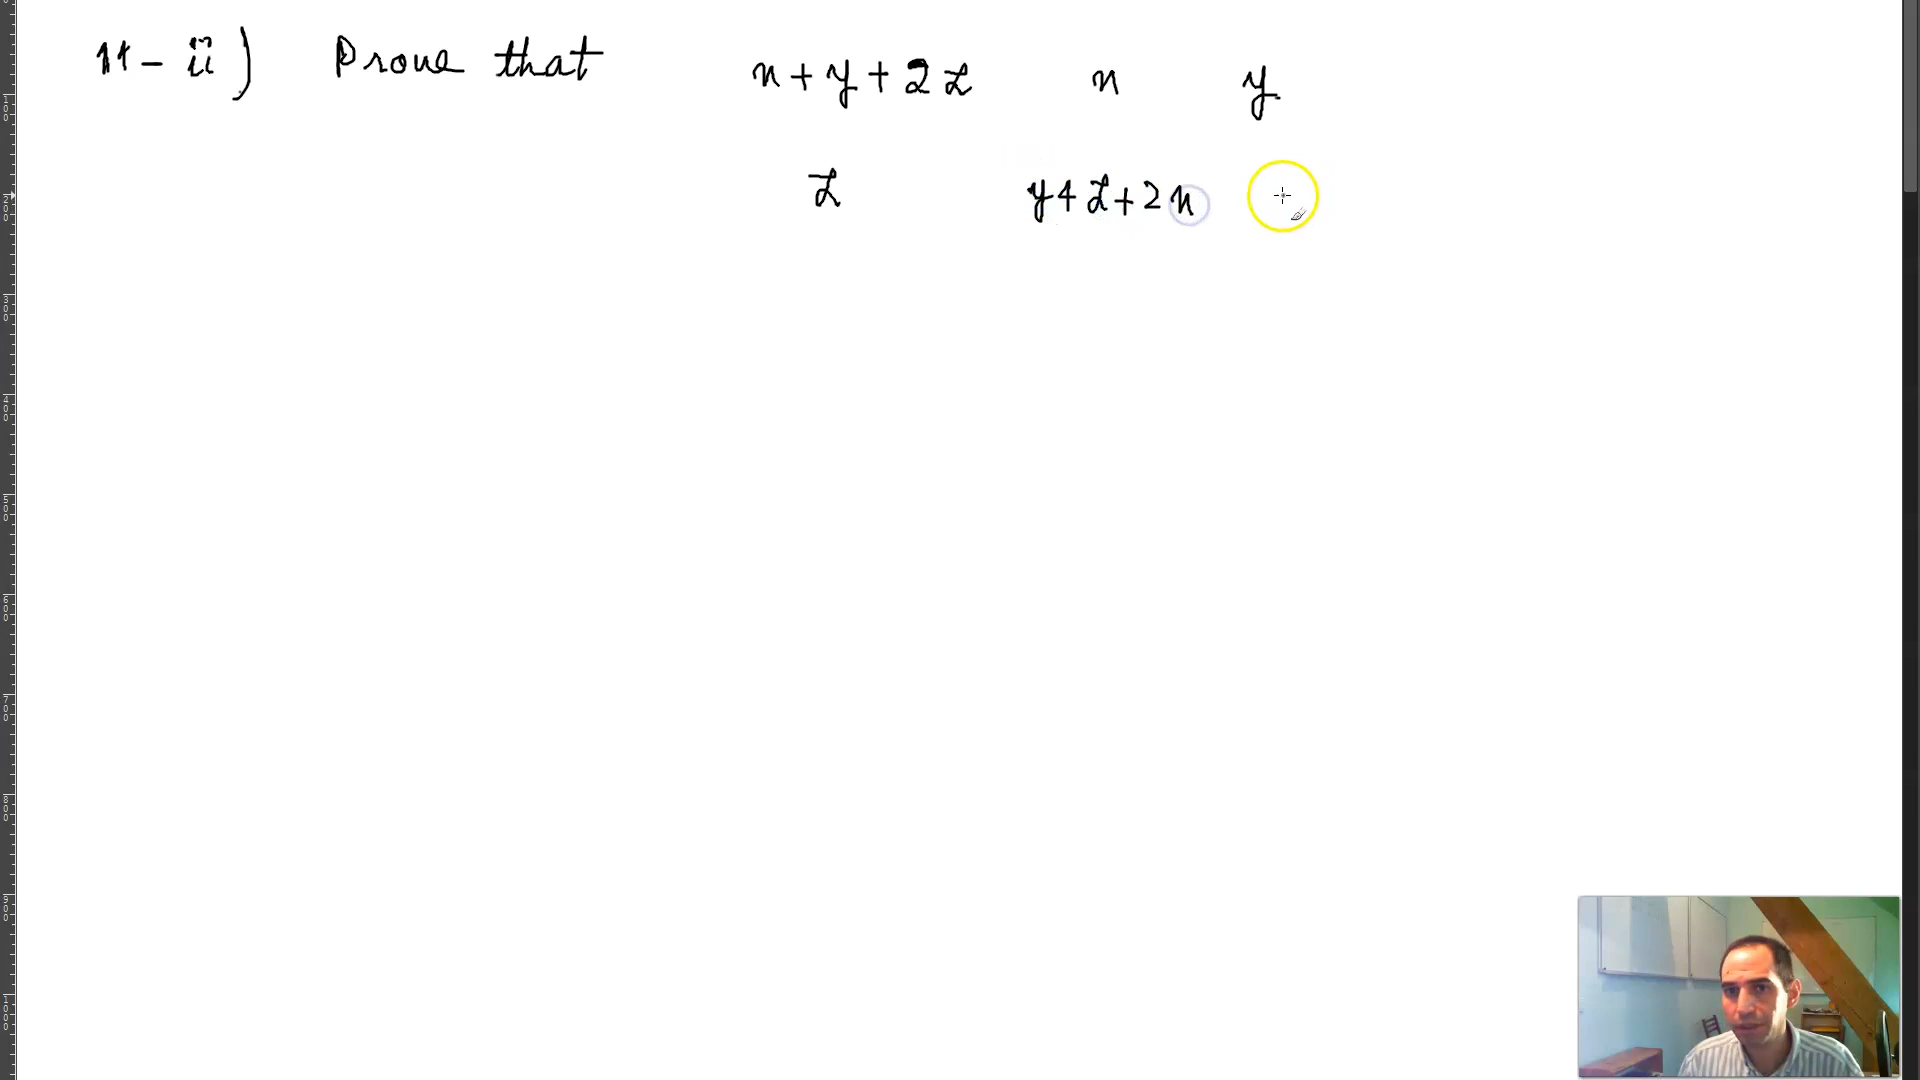 11-ii) Prove that x+y+2z x y
z y+z+2x